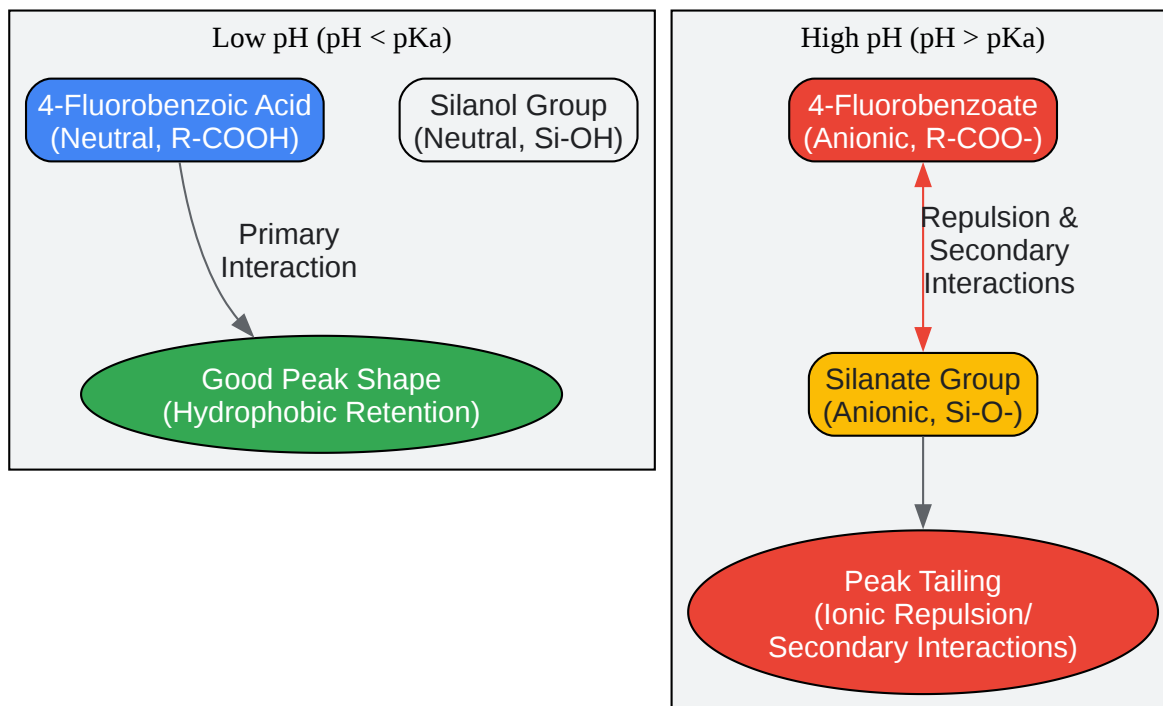 Low pH (pH < pKa)
4-Fluorobenzoic Acid
(Neutral, R-COOH)
Silanol Group
(Neutral, Si-OH)
Primary
Interaction
Good Peak Shape
(Hydrophobic Retention)
High pH (pH > pKa)
4-Fluorobenzoate
(Anionic, R-COO-)
Repulsion &
Secondary
Interactions
Silanate Group
(Anionic, Si-O-)
Peak Tailing
(Ionic Repulsion/
Secondary Interactions)